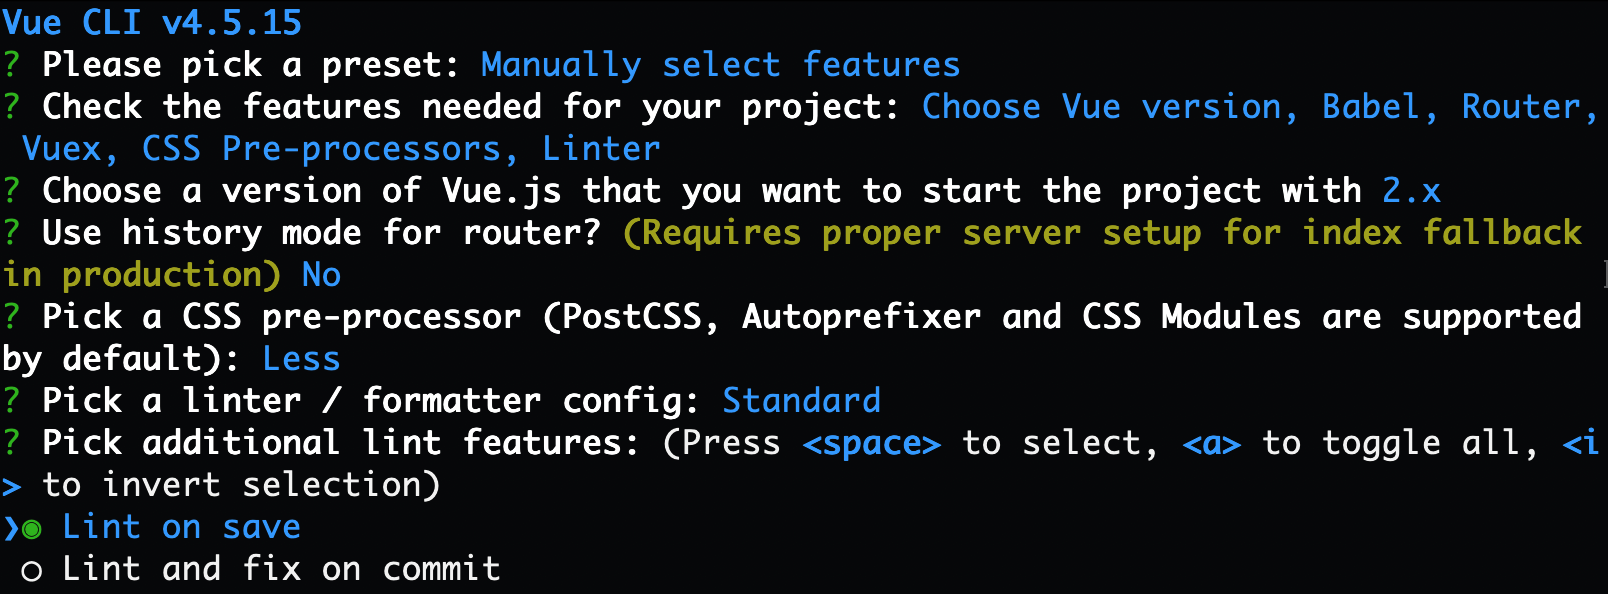 Vue CLI v4.5.15
? Please pick a preset: Manually select features
? Check the features needed for your project: Choose Vue version, Babel, Router,
 Vuex, CSS Pre-processors, Linter
? Choose a version of Vue.js that you want to start the project with 2.x
? Use history mode for router? (Requires proper server setup for index fallback
in production) No
? Pick a CSS pre-processor (PostCSS, Autoprefixer and CSS Modules are supported
by default): Less
? Pick a linter / formatter config: Standard
? Pick additional lint features: (Press <space> to select, <a> to toggle all, <i
> to invert selection)
❯◉ Lint on save
 ○ Lint and fix on commit